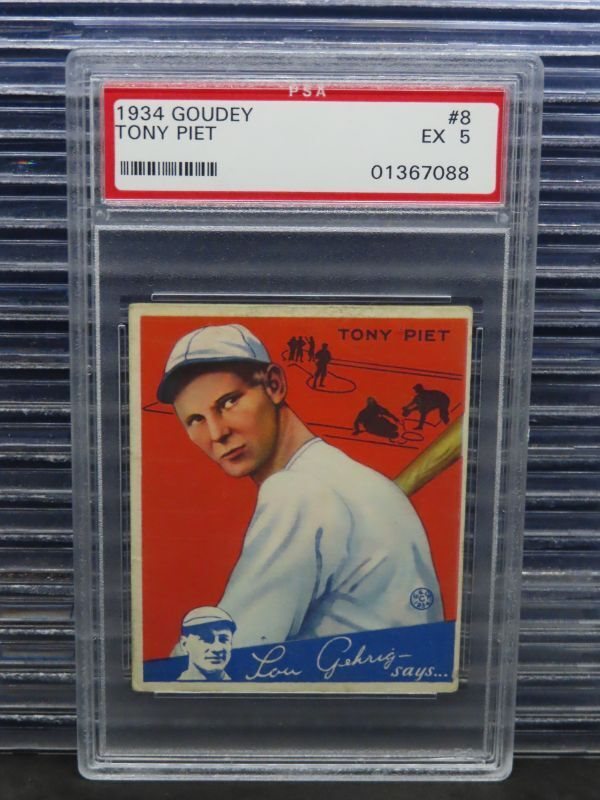 PSA
1934 GOUDEY #8
TONY PIET EX 5
01367088
TONY PIET
Lou Gehrig-
says...